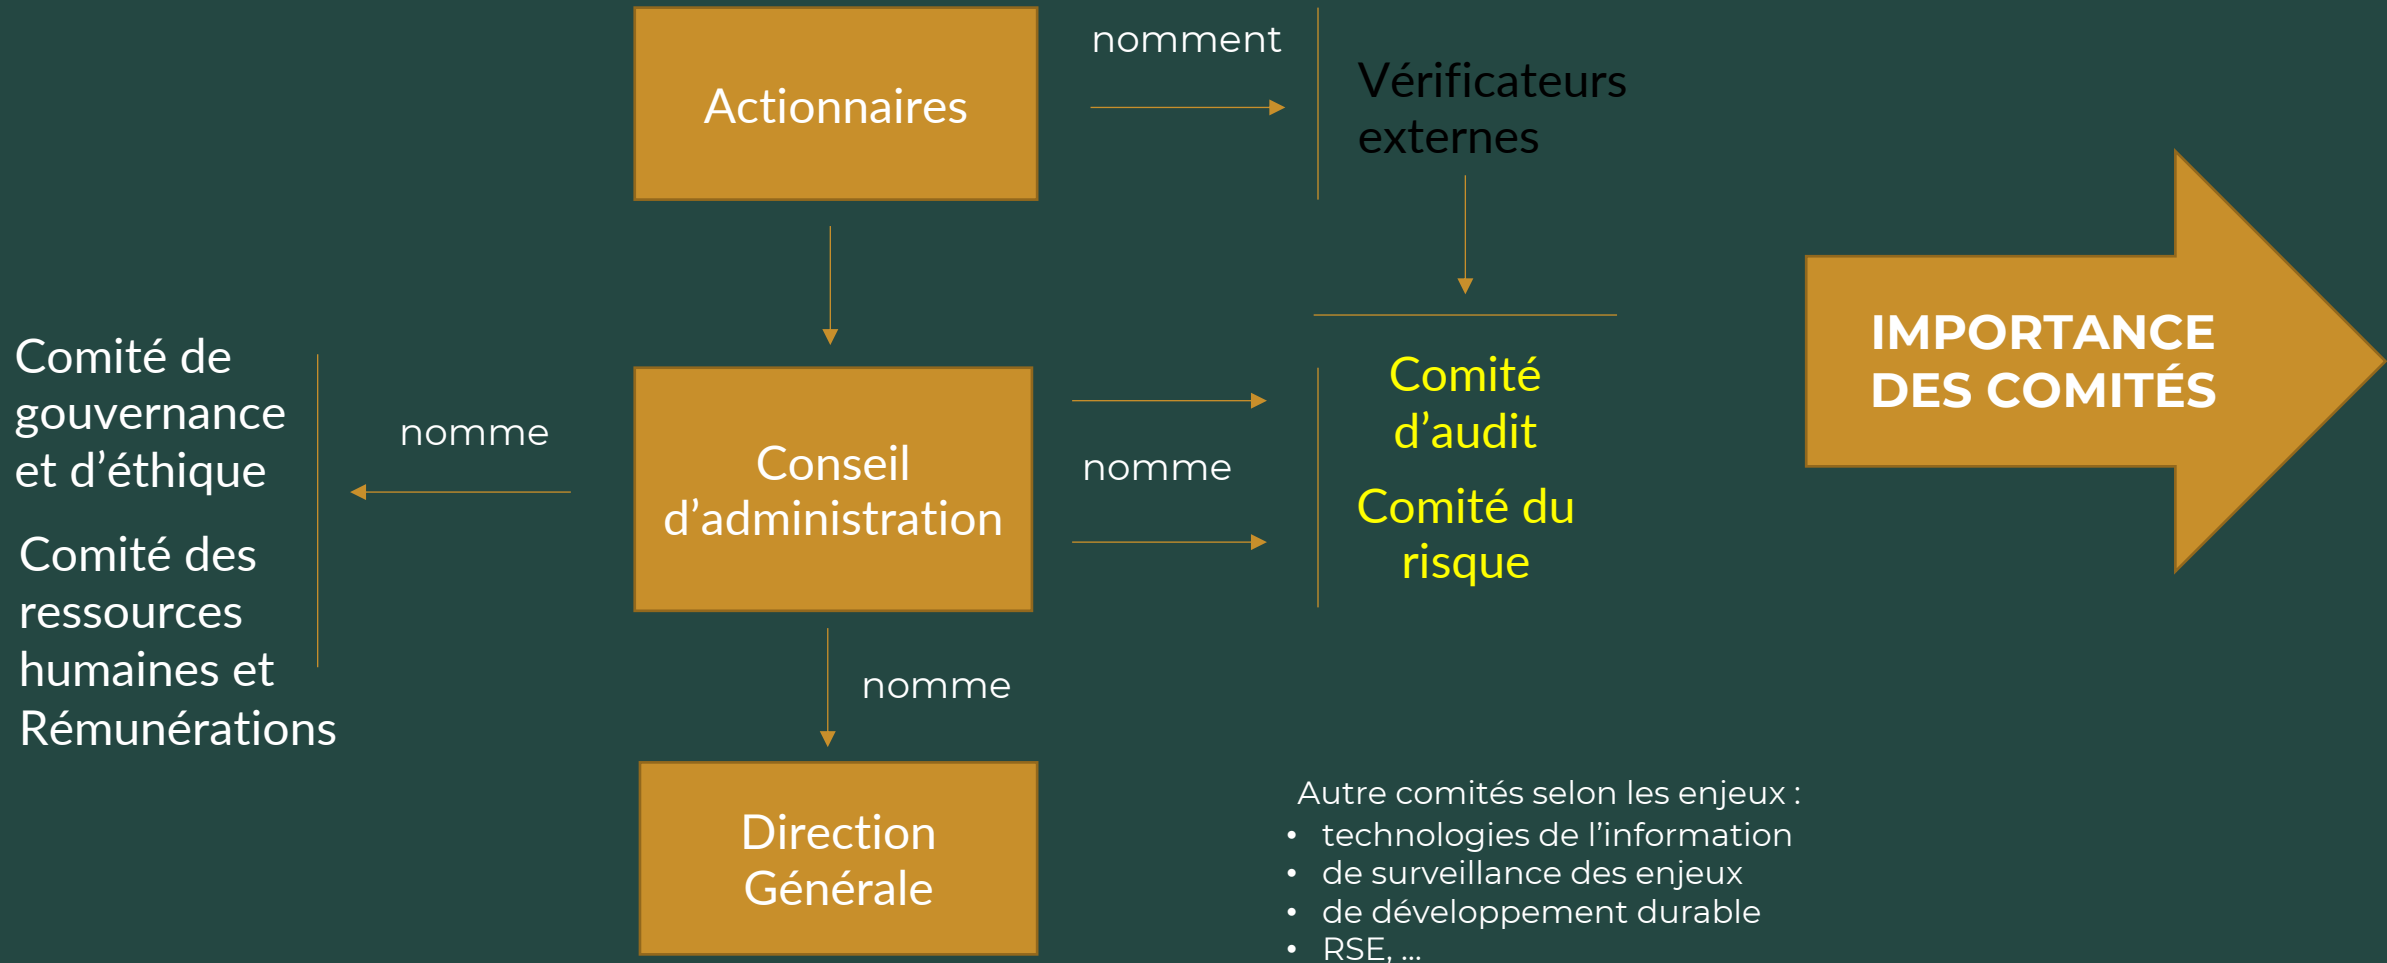 Actionnaires
nomment
Vérificateurs
externes
Comité de
gouvernance
et d’éthique
Comité des
ressources
humaines et
Rémunérations
nomme
Conseil
d’administration
nomme
Comité
d’audit
Comité du
risque
IMPORTANCE
DES COMITÉS
nomme
Direction
Générale
Autre comités selon les enjeux :
• technologies de l’information
• de surveillance des enjeux
• de développement durable
• RSE, ...